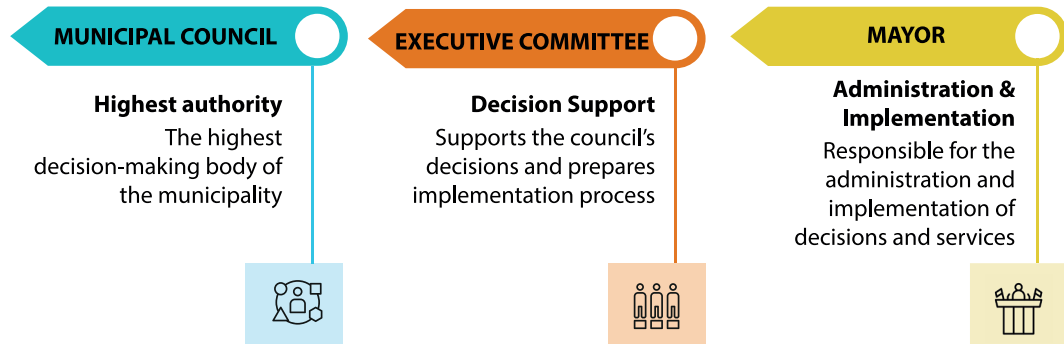 MUNICIPAL COUNCIL
Highest authority
The highest
decision-making body of
the municipality
EXECUTIVE COMMITTEE
Decision Support
Supports the council's
decisions and prepares
implementation process
MAYOR
Administration &
Implementation
Responsible for the
administration and
implementation of
decisions and services